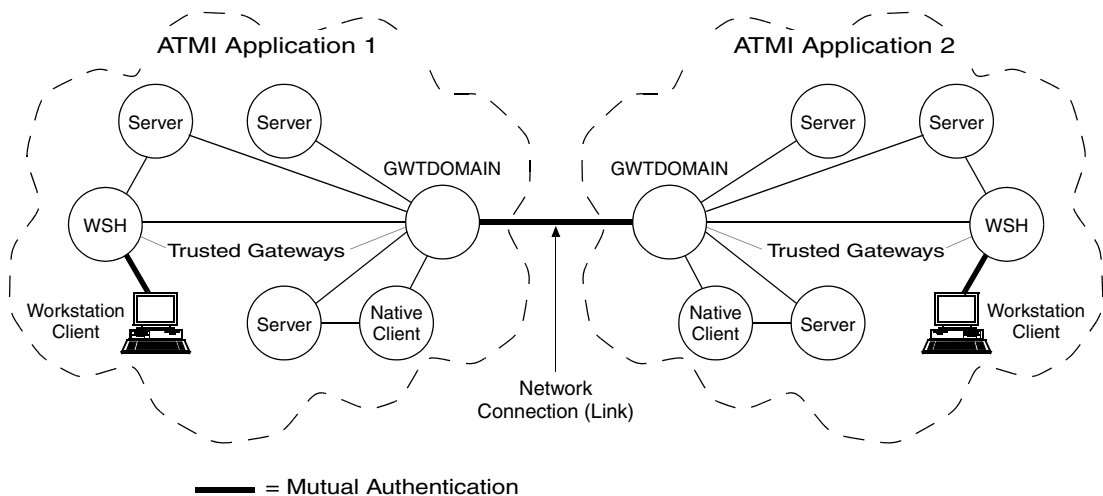 ATMI Application 1
ATMI Application 2
Server
Server
Server
Server
GWTDOMAIN
GWTDOMAIN
WSH
WSH
Trusted Gateways
Trusted Gateways
Workstation
Client
Server
Native
Client
Native
Client
Server
Workstation
Client
Network
Connection (Link)
= Mutual Authentication